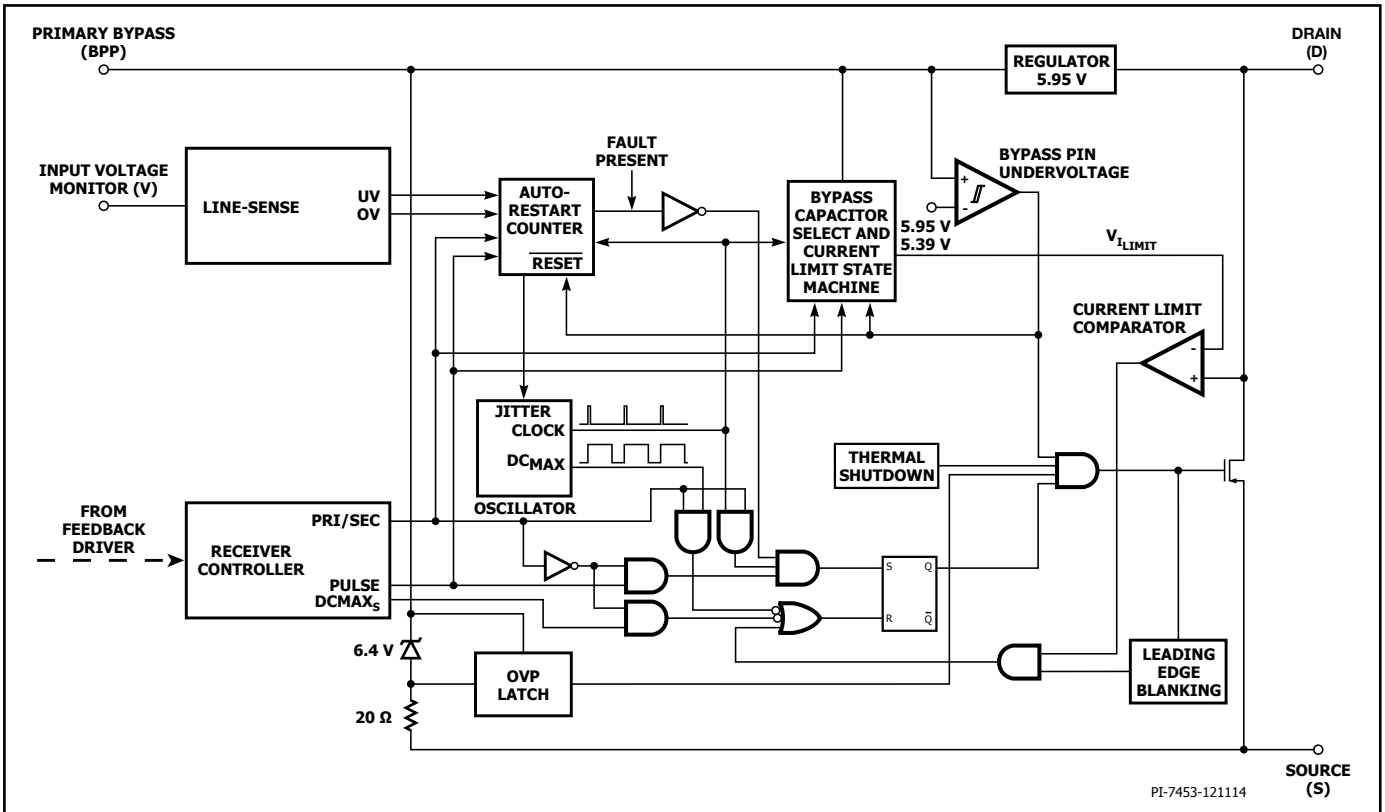 PRIMARY BYPASS
(BPP)
DRAIN
(D)
REGULATOR
5.95 V
INPUT VOLTAGE
MONITOR (V)
LINE-SENSE
UV
OV
FAULT
PRESENT
AUTO-
RESTART
COUNTER
RESET
BYPASS
CAPACITOR
SELECT AND
CURRENT
LIMIT STATE
MACHINE
+
-
BYPASS PIN
UNDERVOLTAGE
5.95 V
5.39 V
VILIMIT
CURRENT LIMIT
COMPARATOR
-
+
JITTER
CLOCK
DCMAX
OSCILLATOR
THERMAL
SHUTDOWN
FROM
FEEDBACK
DRIVER
RECEIVER
CONTROLLER
PRI/SEC
PULSE
DCMAXS
S Q
R Q̅
6.4 V
OVP
LATCH
20 Ω
LEADING
EDGE
BLANKING
SOURCE
(S)
PI-7453-121114